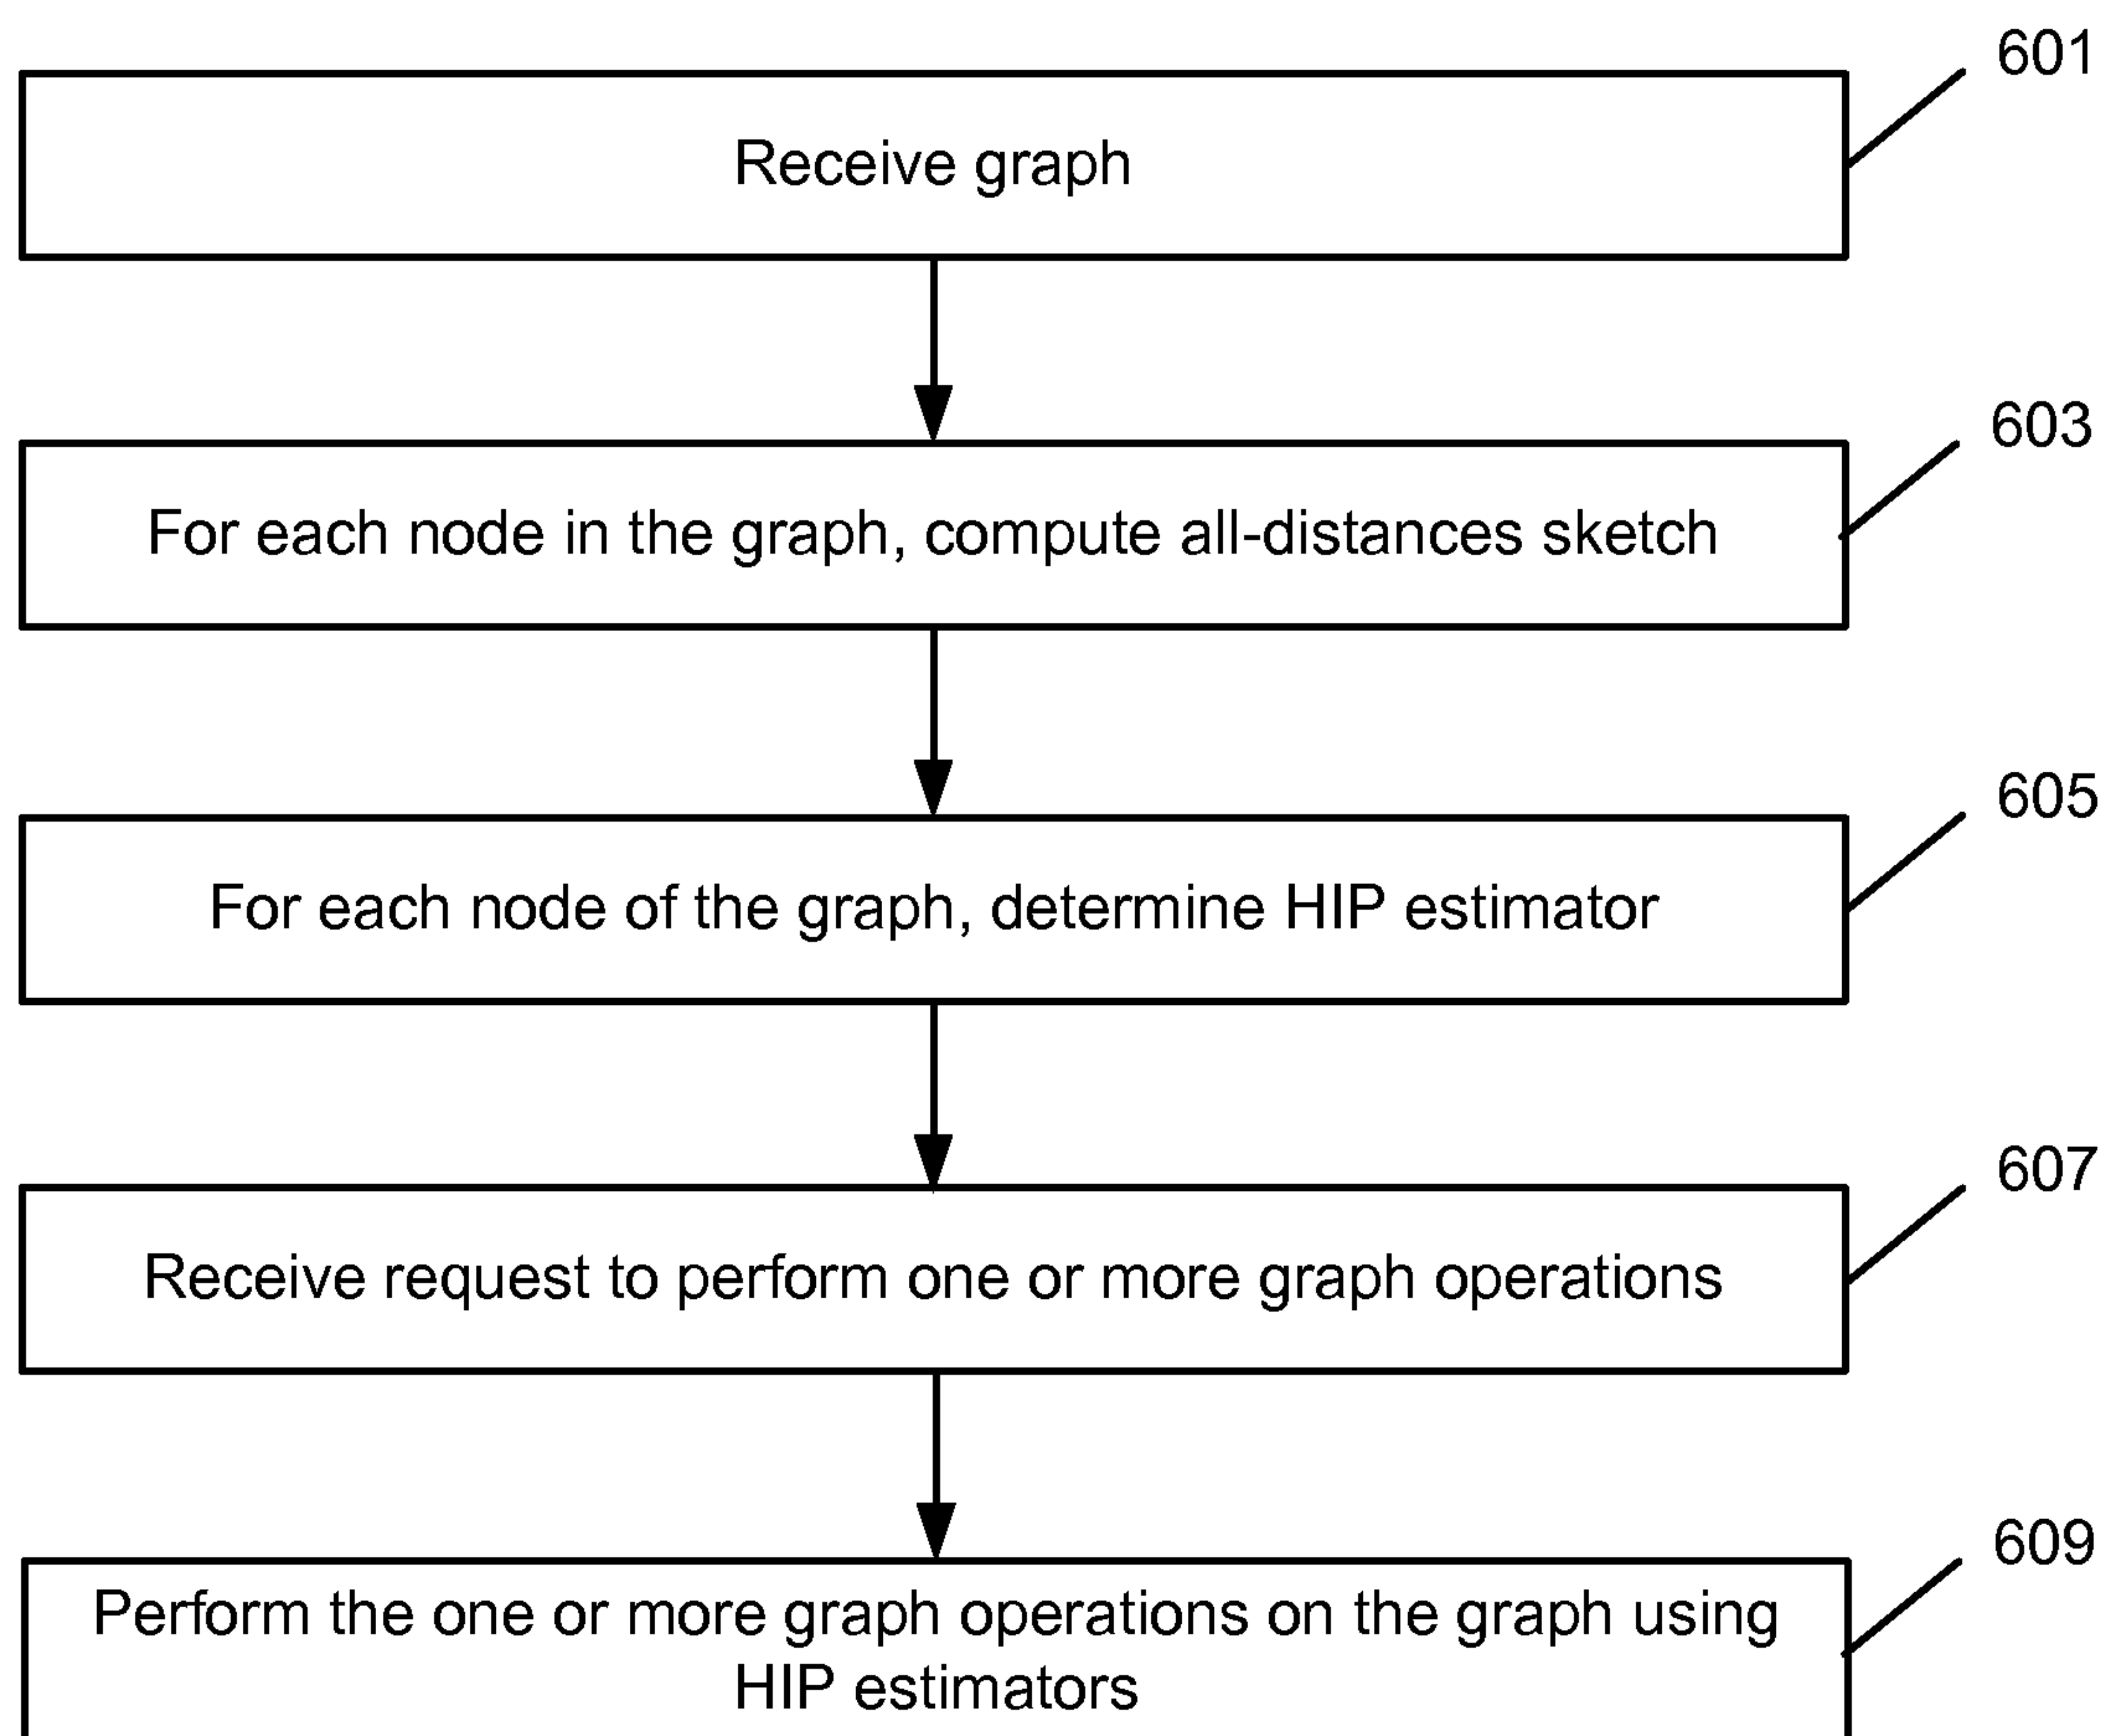 601
Receive graph
603
For each node in the graph, compute all-distances sketch
605
For each node of the graph, determine HIP estimator
607
Receive request to perform one or more graph operations
609
Perform the one or more graph operations on the graph using
HIP estimators